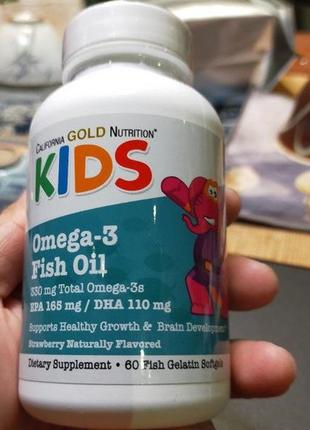 CALIFORNIA GOLD NUTRITION®
KIDS
Omega-3
Fish Oil
330 mg Total Omega-3s
EPA 165 mg / DHA 110 mg
Supports Healthy Growth & Brain Development
Strawberry Naturally Flavored
Dietary Supplement • 60 Fish Gelatin Softgels